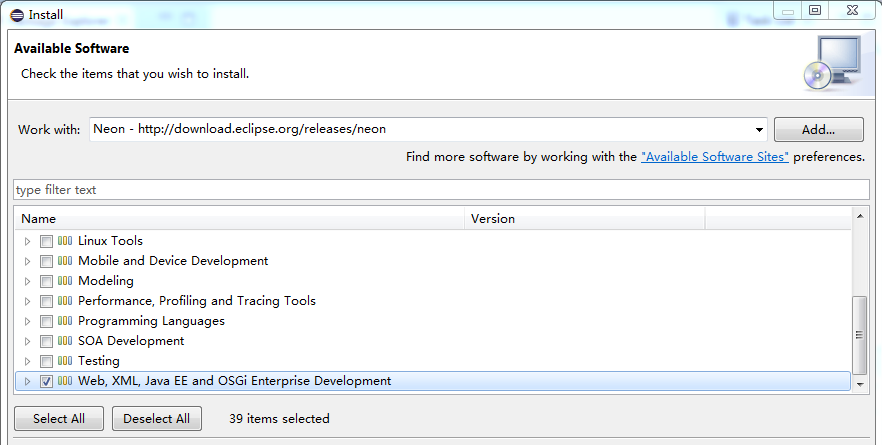 Install
Available Software
Check the items that you wish to install.
Work with: Neon - http://download.eclipse.org/releases/neon Add...
Find more software by working with the "Available Software Sites" preferences.
type filter text
Name Version
Linux Tools
Mobile and Device Development
Modeling
Performance, Profiling and Tracing Tools
Programming Languages
SOA Development
Testing
Web, XML, Java EE and OSGi Enterprise Development
Select All Deselect All 39 items selected